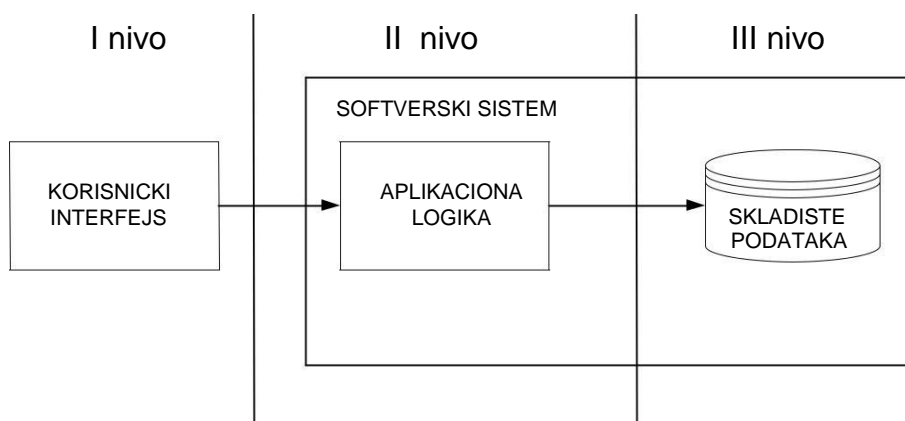 I nivo
II nivo
III nivo
SOFTVERSKI SISTEM
KORISNICKI
INTERFEJS
APLIKACIONA
LOGIKA
SKLADISTE
PODATAKA